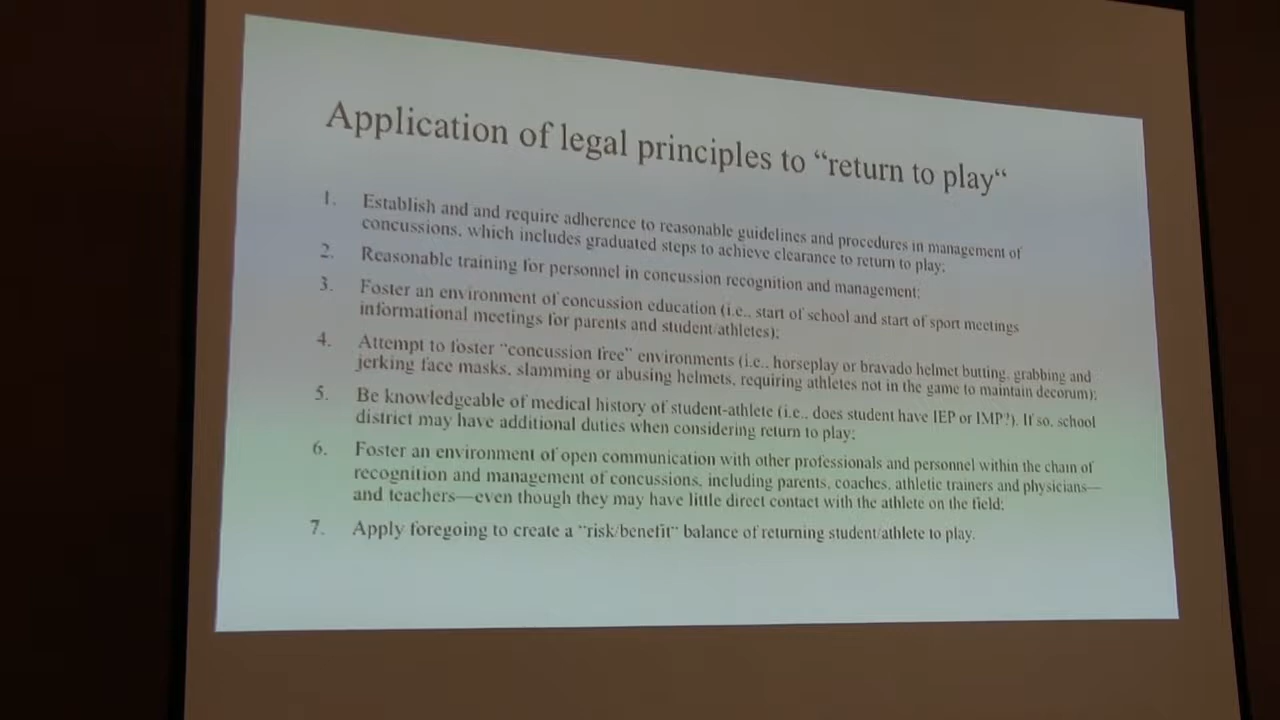 Application of legal principles to “return to play“
1. Establish and and require adherence to reasonable guidelines and procedures in management of
concussions, which includes graduated steps to achieve clearance to return to play;
2. Reasonable training for personnel in concussion recognition and management;
3. Foster an environment of concussion education (i.e., start of school and start of sport meetings
informational meetings for parents and student/athletes);
4. Attempt to foster “concussion free” environments (i.e., horseplay or bravado helmet butting, grabbing and
jerking face masks, slamming or abusing helmets, requiring athletes not in the game to maintain decorum);
5. Be knowledgeable of medical history of student-athlete (i.e., does student have IEP or IMP?). If so, school
district may have additional duties when considering return to play;
6. Foster an environment of open communication with other professionals and personnel within the chain of
recognition and management of concussions, including parents, coaches, athletic trainers and physicians—
and teachers—even though they may have little direct contact with the athlete on the field;
7. Apply foregoing to create a “risk/benefit“ balance of returning student/athlete to play.